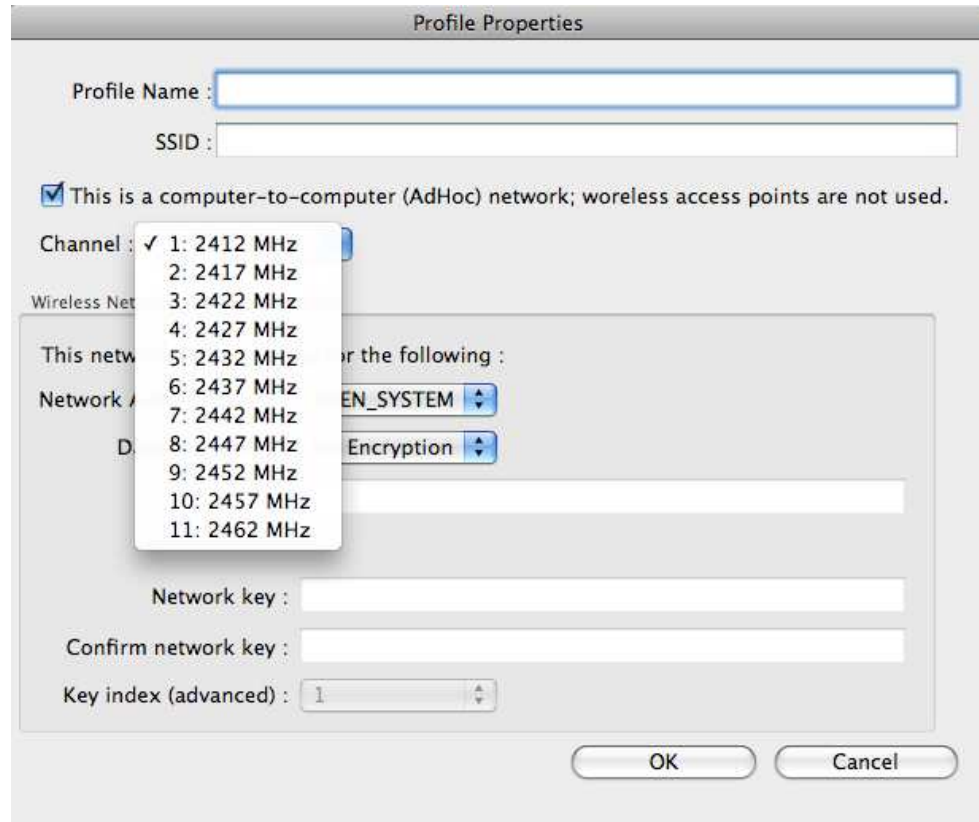 Profile Properties
Profile Name :
SSID :
This is a computer-to-computer (AdHoc) network; woreless access points are not used.
Channel : ✓ 1: 2412 MHz
2: 2417 MHz
3: 2422 MHz
4: 2427 MHz
5: 2432 MHz
6: 2437 MHz
7: 2442 MHz
8: 2447 MHz
9: 2452 MHz
10: 2457 MHz
11: 2462 MHz
Wireless Net
This netw or the following :
Network A EN_SYSTEM
D Encryption
Network key :
Confirm network key :
Key index (advanced) : 1
OK Cancel